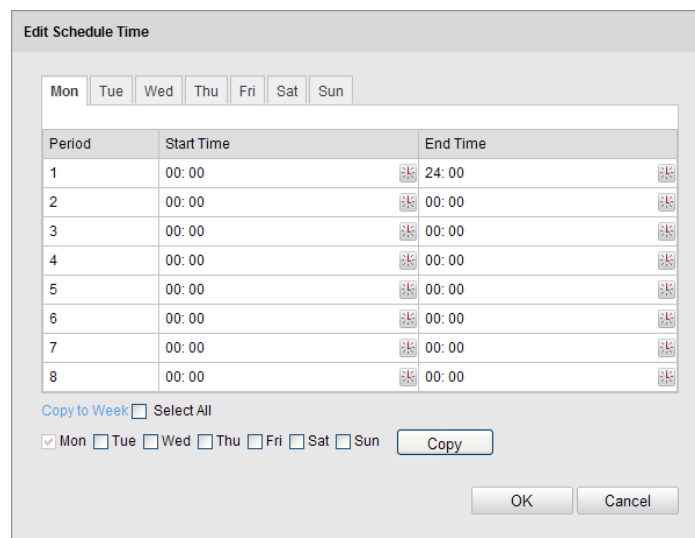 Edit Schedule Time
Mon Tue Wed Thu Fri Sat Sun
Period Start Time End Time
1 00: 00 24: 00
2 00: 00 00: 00
3 00: 00 00: 00
4 00: 00 00: 00
5 00: 00 00: 00
6 00: 00 00: 00
7 00: 00 00: 00
8 00: 00 00: 00
Copy to Week Select All
Mon Tue Wed Thu Fri Sat Sun Copy
OK Cancel